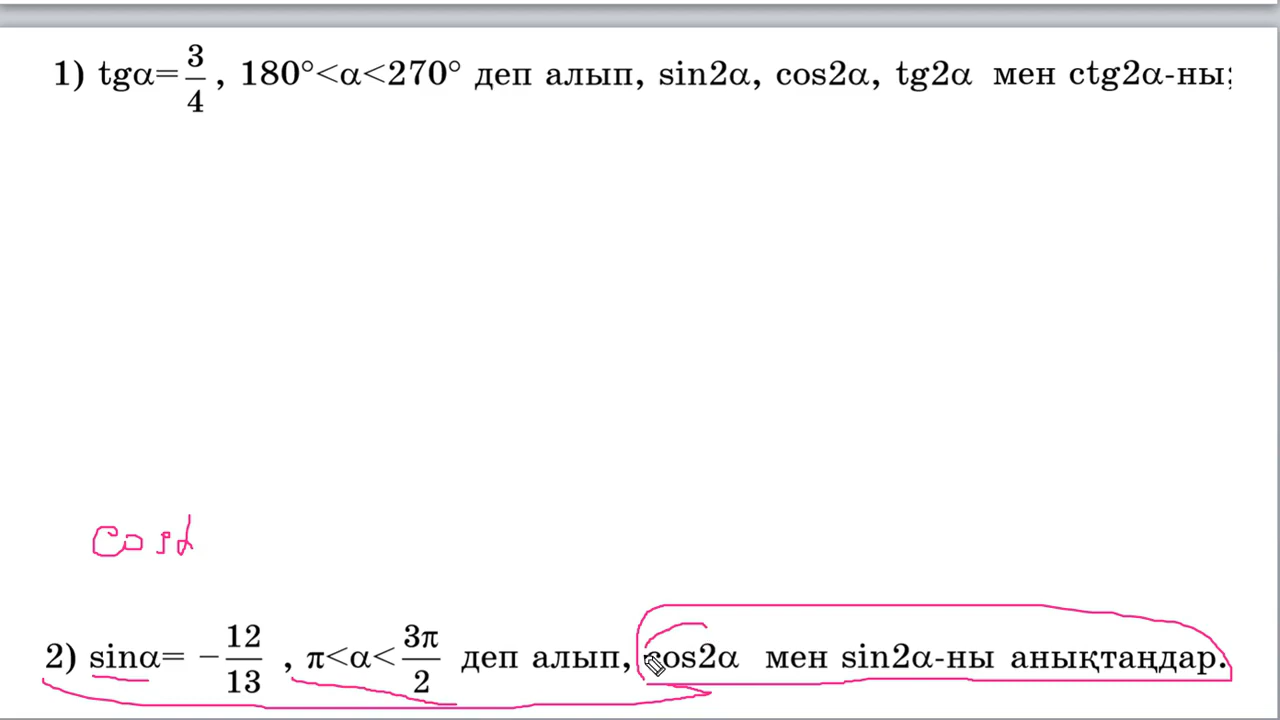 1) tgα=3/4, 180°<α<270° деп алып, sin2α, cos2α, tg2α мен ctg2α-ны;
cosα
2) sinα= −12/13, π<α<3π/2 деп алып, cos2α мен sin2α-ны анықтаңдар.